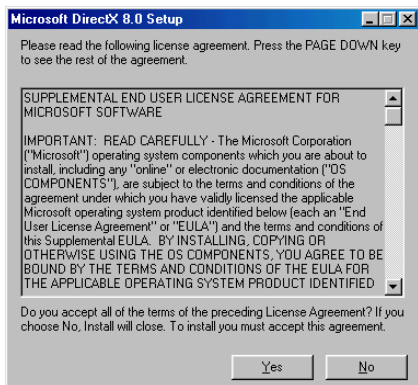 Microsoft DirectX 8.0 Setup
Please read the following license agreement. Press the PAGE DOWN key
to see the rest of the agreement.
SUPPLEMENTAL END USER LICENSE AGREEMENT FOR
MICROSOFT SOFTWARE
IMPORTANT:  READ CAREFULLY - The Microsoft Corporation
("Microsoft") operating system components which you are about to
install, including any "online" or electronic documentation ("OS
COMPONENTS"), are subject to the terms and conditions of the
agreement under which you have validly licensed the applicable
Microsoft operating system product identified below (each an "End
User License Agreement" or "EULA") and the terms and conditions of
this Supplemental EULA.  BY INSTALLING, COPYING OR
OTHERWISE USING THE OS COMPONENTS, YOU AGREE TO BE
BOUND BY THE TERMS AND CONDITIONS OF THE EULA FOR
THE APPLICABLE OPERATING SYSTEM PRODUCT IDENTIFIED
Do you accept all of the terms of the preceding License Agreement? If you
choose No, Install will close. To install you must accept this agreement.
Yes
No